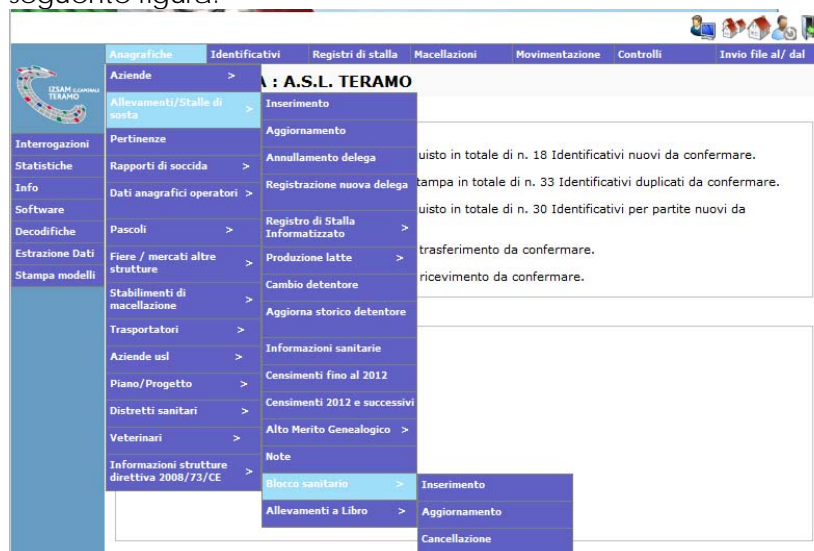 seguente figura:
Anagrafiche Identificativi Registri di stalla Macellazioni Movimentazione Controlli Invio file al/ dal
IZSAM G.CAPORALE
TERAMO
A : A.S.L. TERAMO
Interrogazioni
Statistiche
Info
Software
Decodifiche
Estrazione Dati
Stampa modelli
Aziende >
Allevamenti/Stalle di
sosta >
Pertinenze
Rapporti di soccida >
Dati anagrafici operatori >
Pascoli >
Fiere / mercati altre
strutture >
Stabilimenti di
macellazione >
Trasportatori >
Aziende usl >
Piano/Progetto >
Distretti sanitari >
Veterinari >
Informazioni strutture
direttiva 2008/73/CE >
Inserimento
Aggiornamento
Annullamento delega
Registrazione nuova delega
Registro di Stalla
Informatizzato >
Produzione latte >
Cambio detentore
Aggiorna storico detentore
Informazioni sanitarie
Censimenti fino al 2012
Censimenti 2012 e successivi
Alto Merito Genealogico >
Note
Blocco sanitario >
Allevamenti a Libro >
Inserimento
Aggiornamento
Cancellazione
uisto in totale di n. 18 Identificativi nuovi da confermare.
tampa in totale di n. 33 Identificativi duplicati da confermare.
uisto in totale di n. 30 Identificativi per partite nuovi da
trasferimento da confermare.
ricevimento da confermare.